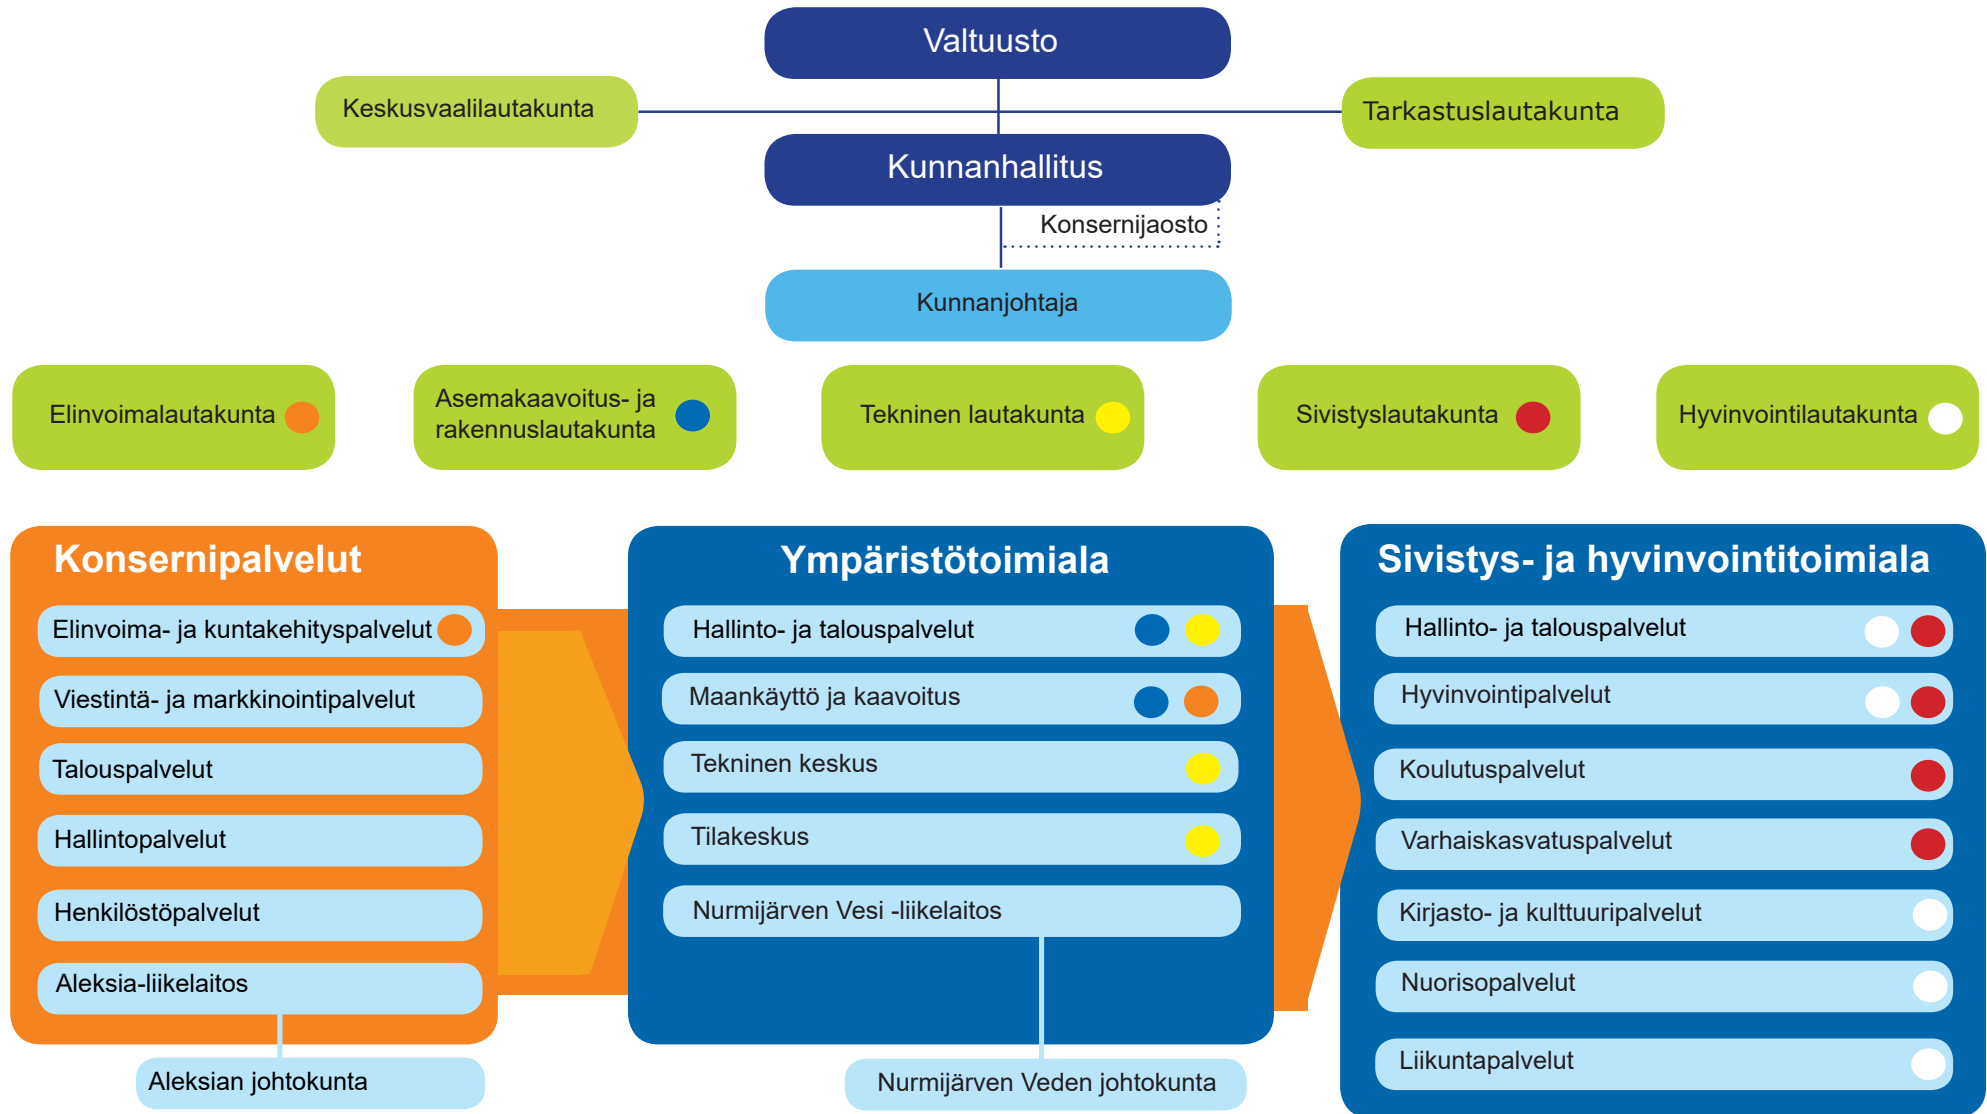 Valtuusto
Keskusvaalilautakunta
Tarkastuslautakunta
Kunnanhallitus
Konsernijaosto
Kunnanjohtaja
Elinvoimalautakunta
Asemakaavoitus- ja
rakennuslautakunta
Tekninen lautakunta
Sivistyslautakunta
Hyvinvointilautakunta
Konsernipalvelut
Elinvoima- ja kuntakehityspalvelut
Viestintä- ja markkinointipalvelut
Talouspalvelut
Hallintopalvelut
Henkilöstöpalvelut
Aleksia-liikelaitos
Aleksian johtokunta
Ympäristötoimiala
Hallinto- ja talouspalvelut
Maankäyttö ja kaavoitus
Tekninen keskus
Tilakeskus
Nurmijärven Vesi -liikelaitos
Nurmijärven Veden johtokunta
Sivistys- ja hyvinvointitoimiala
Hallinto- ja talouspalvelut
Hyvinvointipalvelut
Koulutuspalvelut
Varhaiskasvatuspalvelut
Kirjasto- ja kulttuuripalvelut
Nuorisopalvelut
Liikuntapalvelut